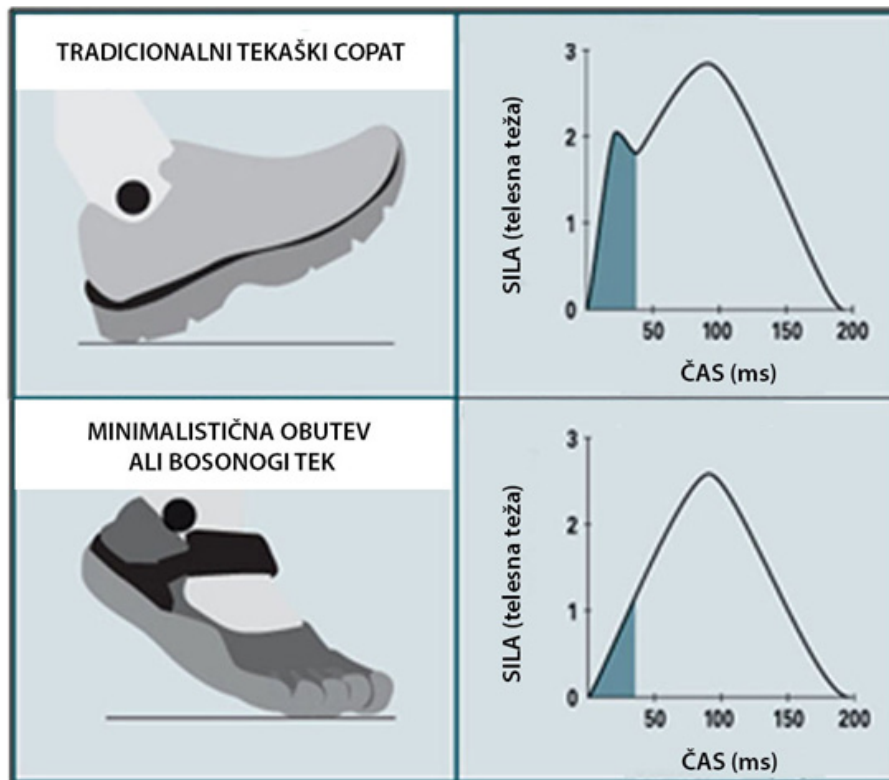 TRADICIONALNI TEKAŠKI COPAT
SILA (telesna teža)
3
2
1
0
50 100 150 200
ČAS (ms)
MINIMALISTIČNA OBUTEV
ALI BOSONOGI TEK
SILA (telesna teža)
3
2
1
0
50 100 150 200
ČAS (ms)